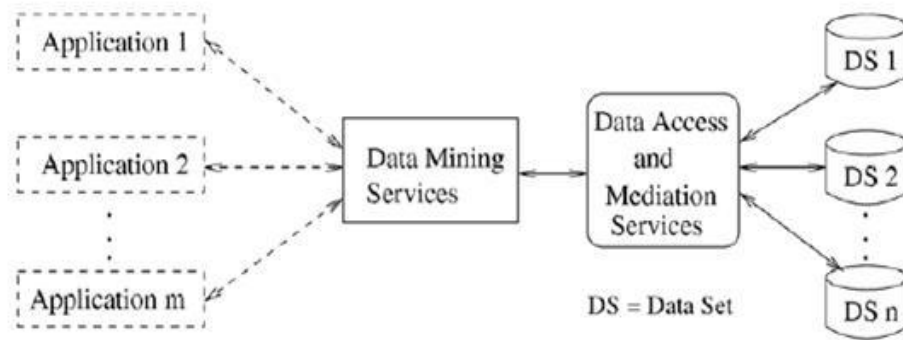 Application 1
Application 2
Application m
Data Mining
Services
Data Access
and
Mediation
Services
DS = Data Set
DS 1
DS 2
DS n